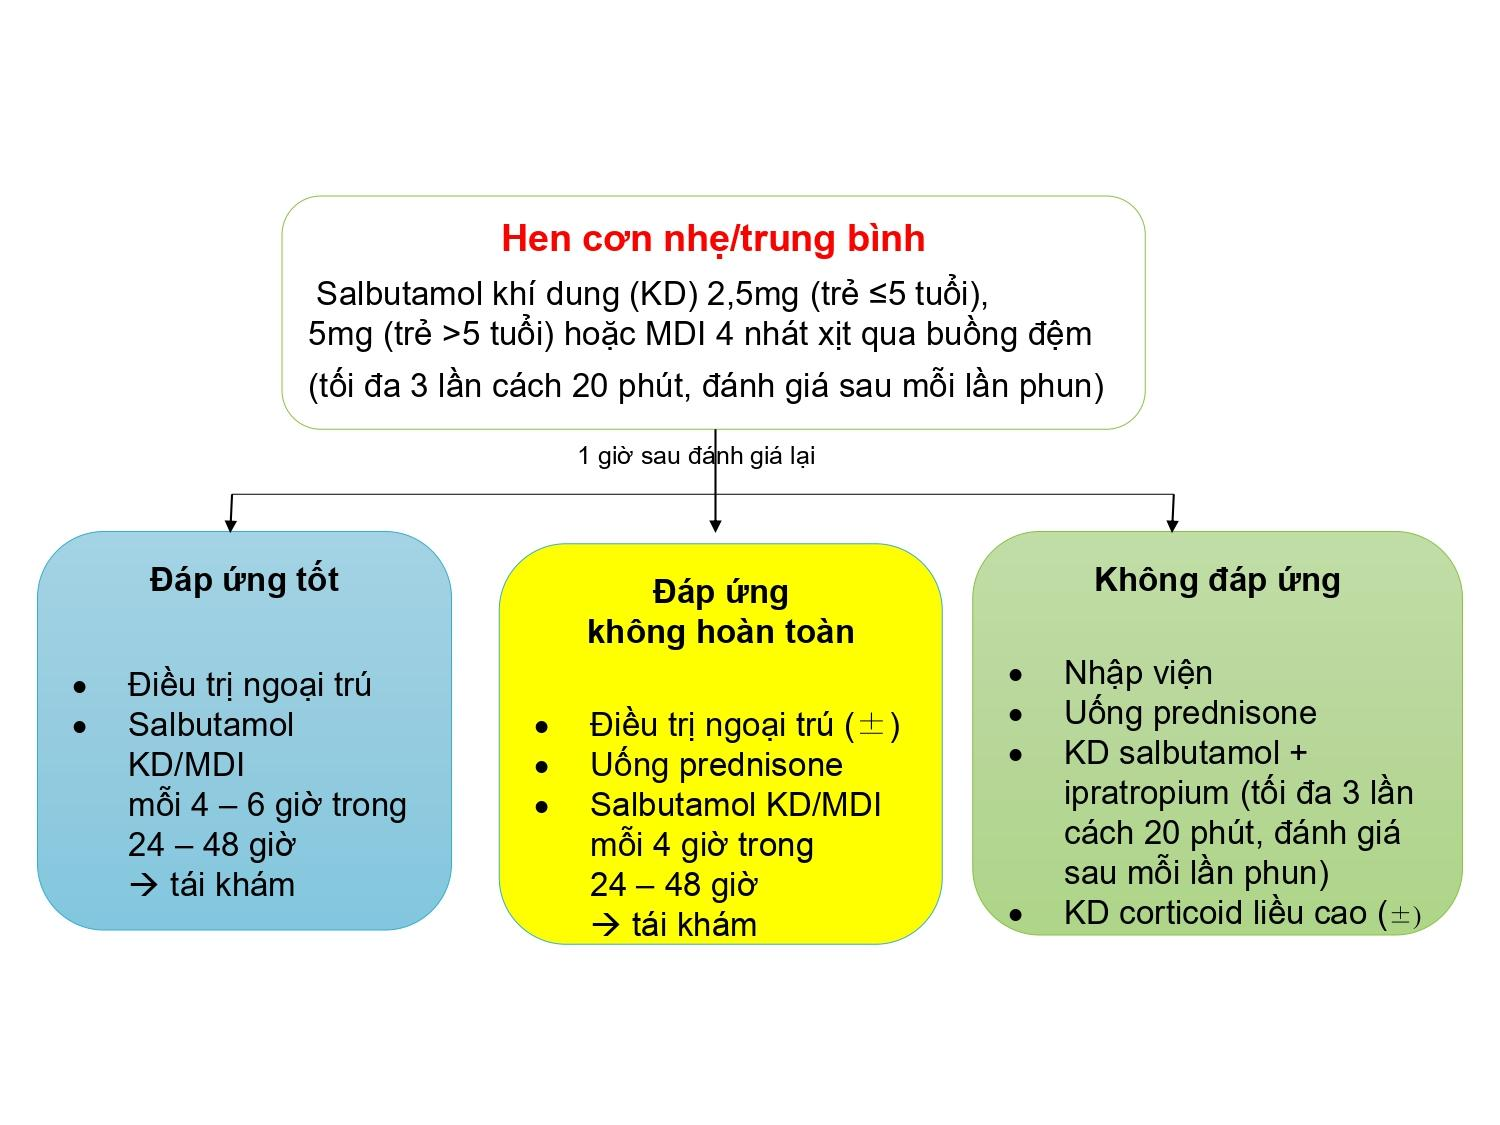 Hen cơn nhẹ/trung bình
Salbutamol khí dung (KD) 2,5mg (trẻ ≤5 tuổi),
5mg (trẻ >5 tuổi) hoặc MDI 4 nhát xịt qua buồng đệm
(tối đa 3 lần cách 20 phút, đánh giá sau mỗi lần phun)
1 giờ sau đánh giá lại
Đáp ứng tốt
• Điều trị ngoại trú
• Salbutamol
KD/MDI
mỗi 4 – 6 giờ trong
24 – 48 giờ
→ tái khám
Đáp ứng
không hoàn toàn
• Điều trị ngoại trú (±)
• Uống prednisone
• Salbutamol KD/MDI
mỗi 4 giờ trong
24 – 48 giờ
→ tái khám
Không đáp ứng
• Nhập viện
• Uống prednisone
• KD salbutamol +
ipratropium (tối đa 3 lần
cách 20 phút, đánh giá
sau mỗi lần phun)
• KD corticoid liều cao (±)